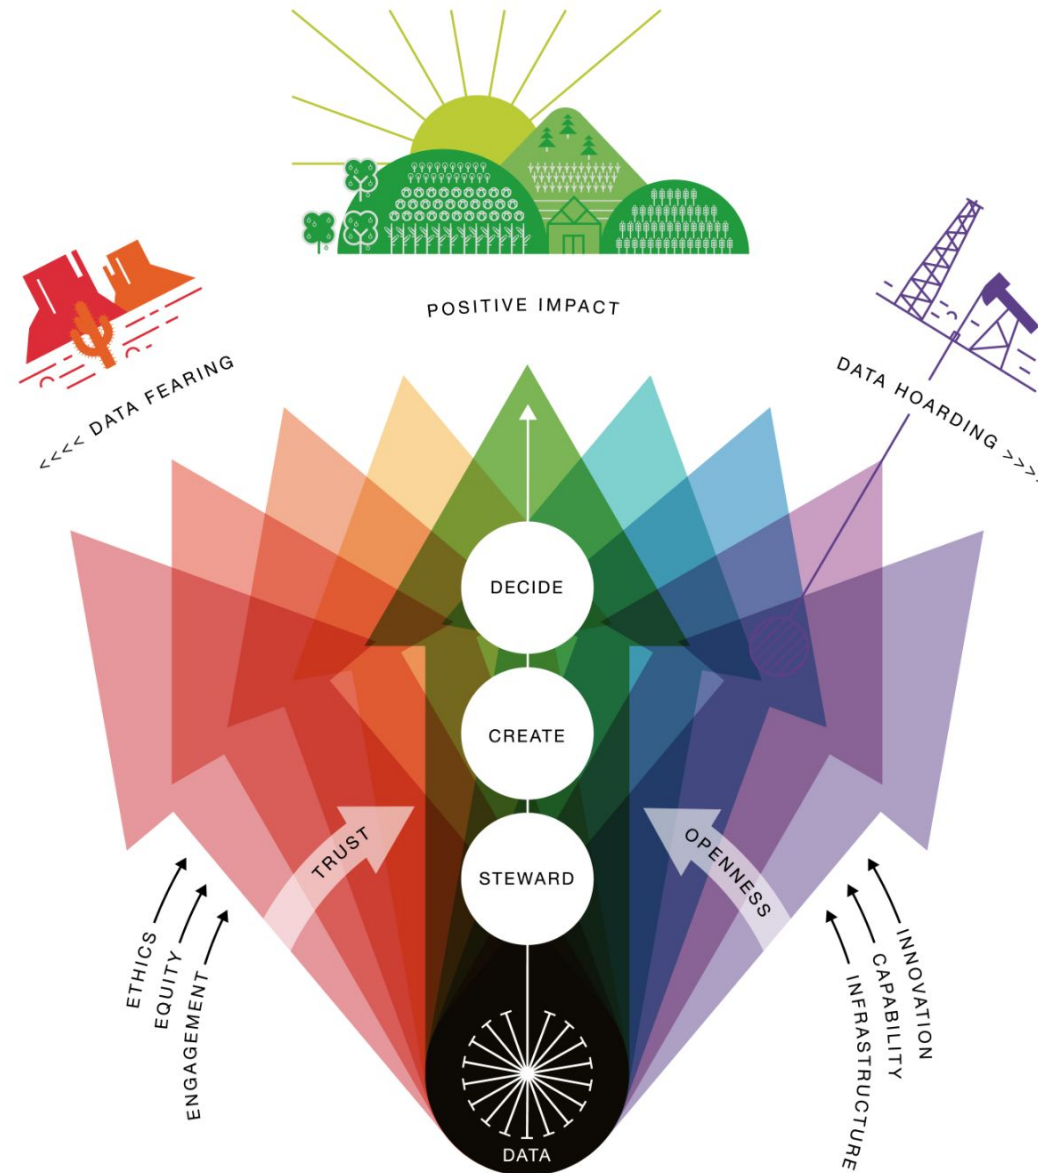 POSITIVE IMPACT
<<<< DATA FEARING
DATA HOARDING >>>>
DECIDE
CREATE
STEWARD
TRUST
OPENNESS
ETHICS
EQUITY
ENGAGEMENT
INNOVATION
CAPABILITY
INFRASTRUCTURE
DATA